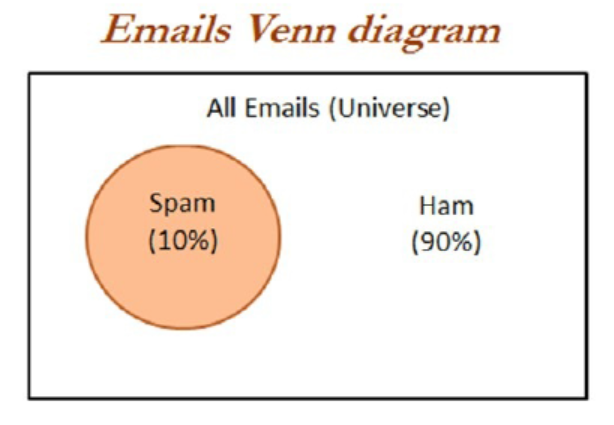 Emails Venn diagram
All Emails (Universe)
Spam
(10%)
Ham
(90%)